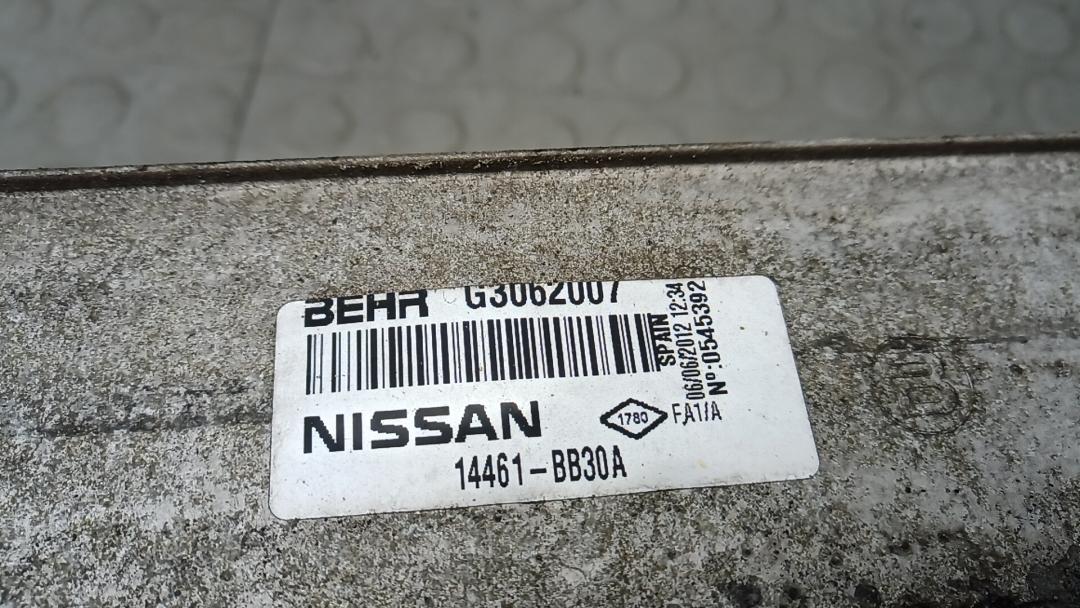 BEHR G3062007
SPAIN
06/06/2012 12:34
Nº:0545392
NISSAN
1780
FA1/A
14461-BB30A
B